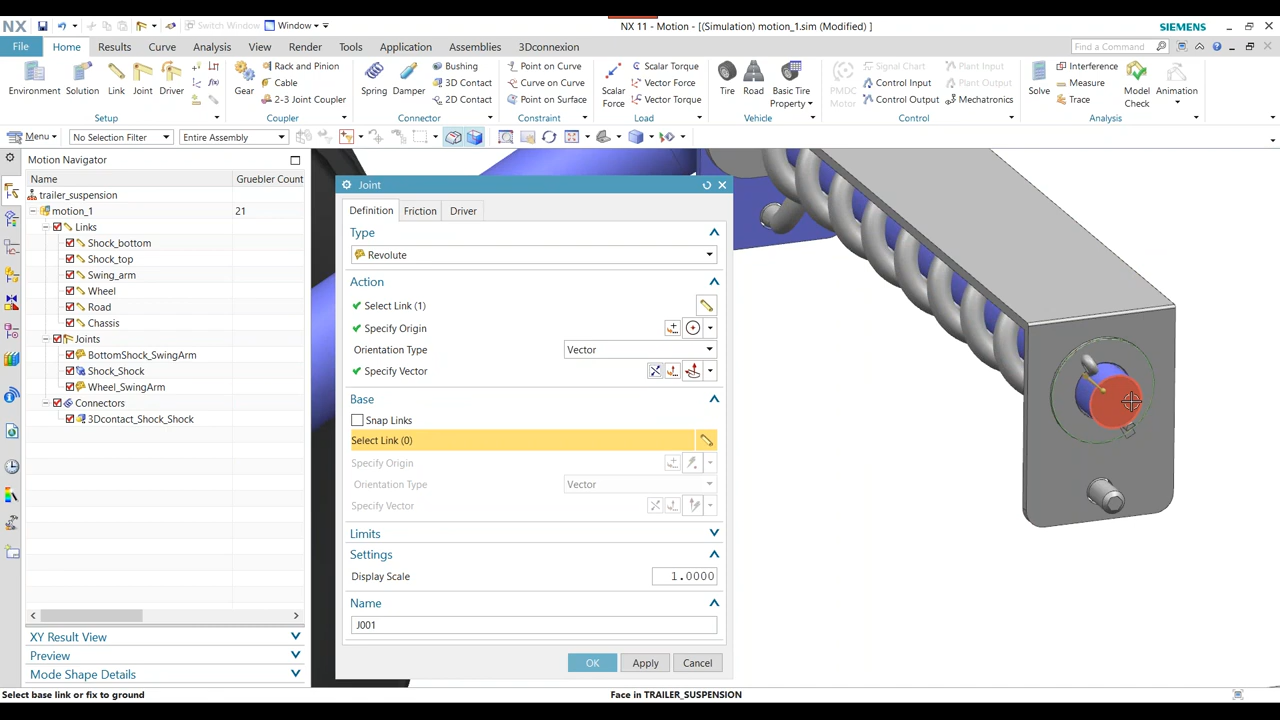 NX Switch Window Window NX 11 - Motion - [(Simulation) motion_1.sim (Modified) ] SIEMENS
File Home Results Curve Analysis View Render Tools Application Assemblies 3Dconnexion Find a Command
Environment Solution Link Joint Driver
Setup
Gear Rack and Pinion
Cable
2-3 Joint Coupler
Coupler
Spring Damper Bushing
3D Contact
2D Contact
Connector
Point on Curve
Curve on Curve
Point on Surface
Constraint
Scalar Force Scalar Torque
Vector Force
Vector Torque
Load
Tire Road Basic Tire Property
Vehicle
PMDC Motor Signal Chart Plant Input
Control Input Plant Output
Control Output Mechatronics
Control
Solve Interference
Measure
Trace
Model Check Animation
Analysis
Menu No Selection Filter Entire Assembly
Motion Navigator
Name Gruebler Count
trailer_suspension
motion_1 21
Links
Shock_bottom
Shock_top
Swing_arm
Wheel
Road
Chassis
Joints
BottomShock_SwingArm
Shock_Shock
Wheel_SwingArm
Connectors
3Dcontact_Shock_Shock
XY Result View
Preview
Mode Shape Details
Joint
Definition Friction Driver
Type
Revolute
Action
Select Link (1)
Specify Origin
Orientation Type Vector
Specify Vector
Base
Snap Links
Select Link (0)
Specify Origin
Orientation Type Vector
Specify Vector
Limits
Settings
Display Scale 1.0000
Name
J001
OK Apply Cancel
Select base link or fix to ground Face in TRAILER_SUSPENSION